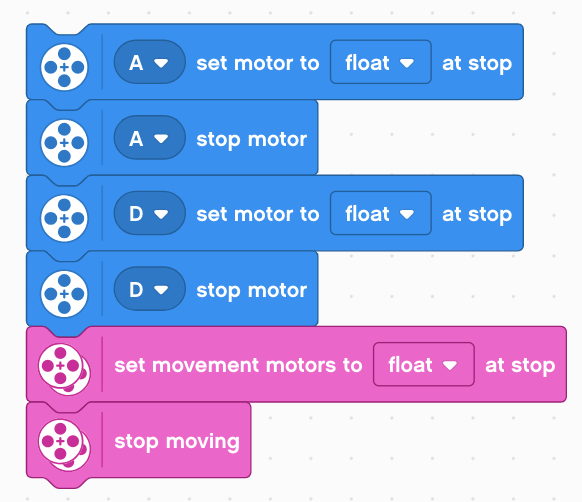 A set motor to float at stop
A stop motor
D set motor to float at stop
D stop motor
set movement motors to float at stop
stop moving